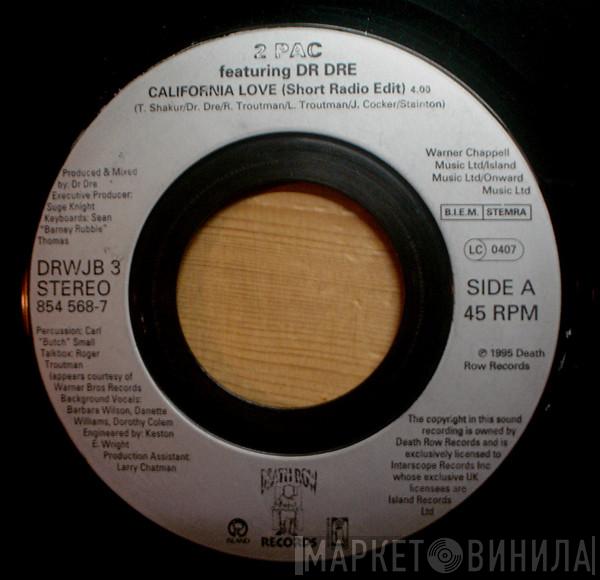 2 PAC
featuring DR DRE
CALIFORNIA LOVE (Short Radio Edit) 4.00
(T. Shakur/Dr. Dre/R. Troutman/L. Troutman/J. Cocker/Stainton)
Produced & Mixed
by: Dr Dre
Executive Producer:
Suge Knight
Keyboards: Sean
"Barney Rubble"
Thomas
DRWJB 3
STEREO
854 568-7
Percussion: Carl
"Butch" Small
Talkbox: Roger
Troutman
(appears courtesy of
Warner Bros Records
Background Vocals:
Barbara Wilson, Danette
Williams, Dorothy Colem
Engineered by: Keston
E. Wright
Production Assistant:
Larry Chatman
Warner Chappell
Music Ltd/Island
Music Ltd/Onward
Music Ltd
B.I.E.M. STEMRA
LC 0407
SIDE A
45 RPM
℗ 1995 Death
Row Records
The copyright in this sound
recording is owned by
Death Row Records and is
exclusively licensed to
Interscope Records Inc
whose exclusive UK
licensees are
Island Records
Ltd
DEATH ROW
RECORDS
ISLAND
МАРКЕТ ВИНИЛА